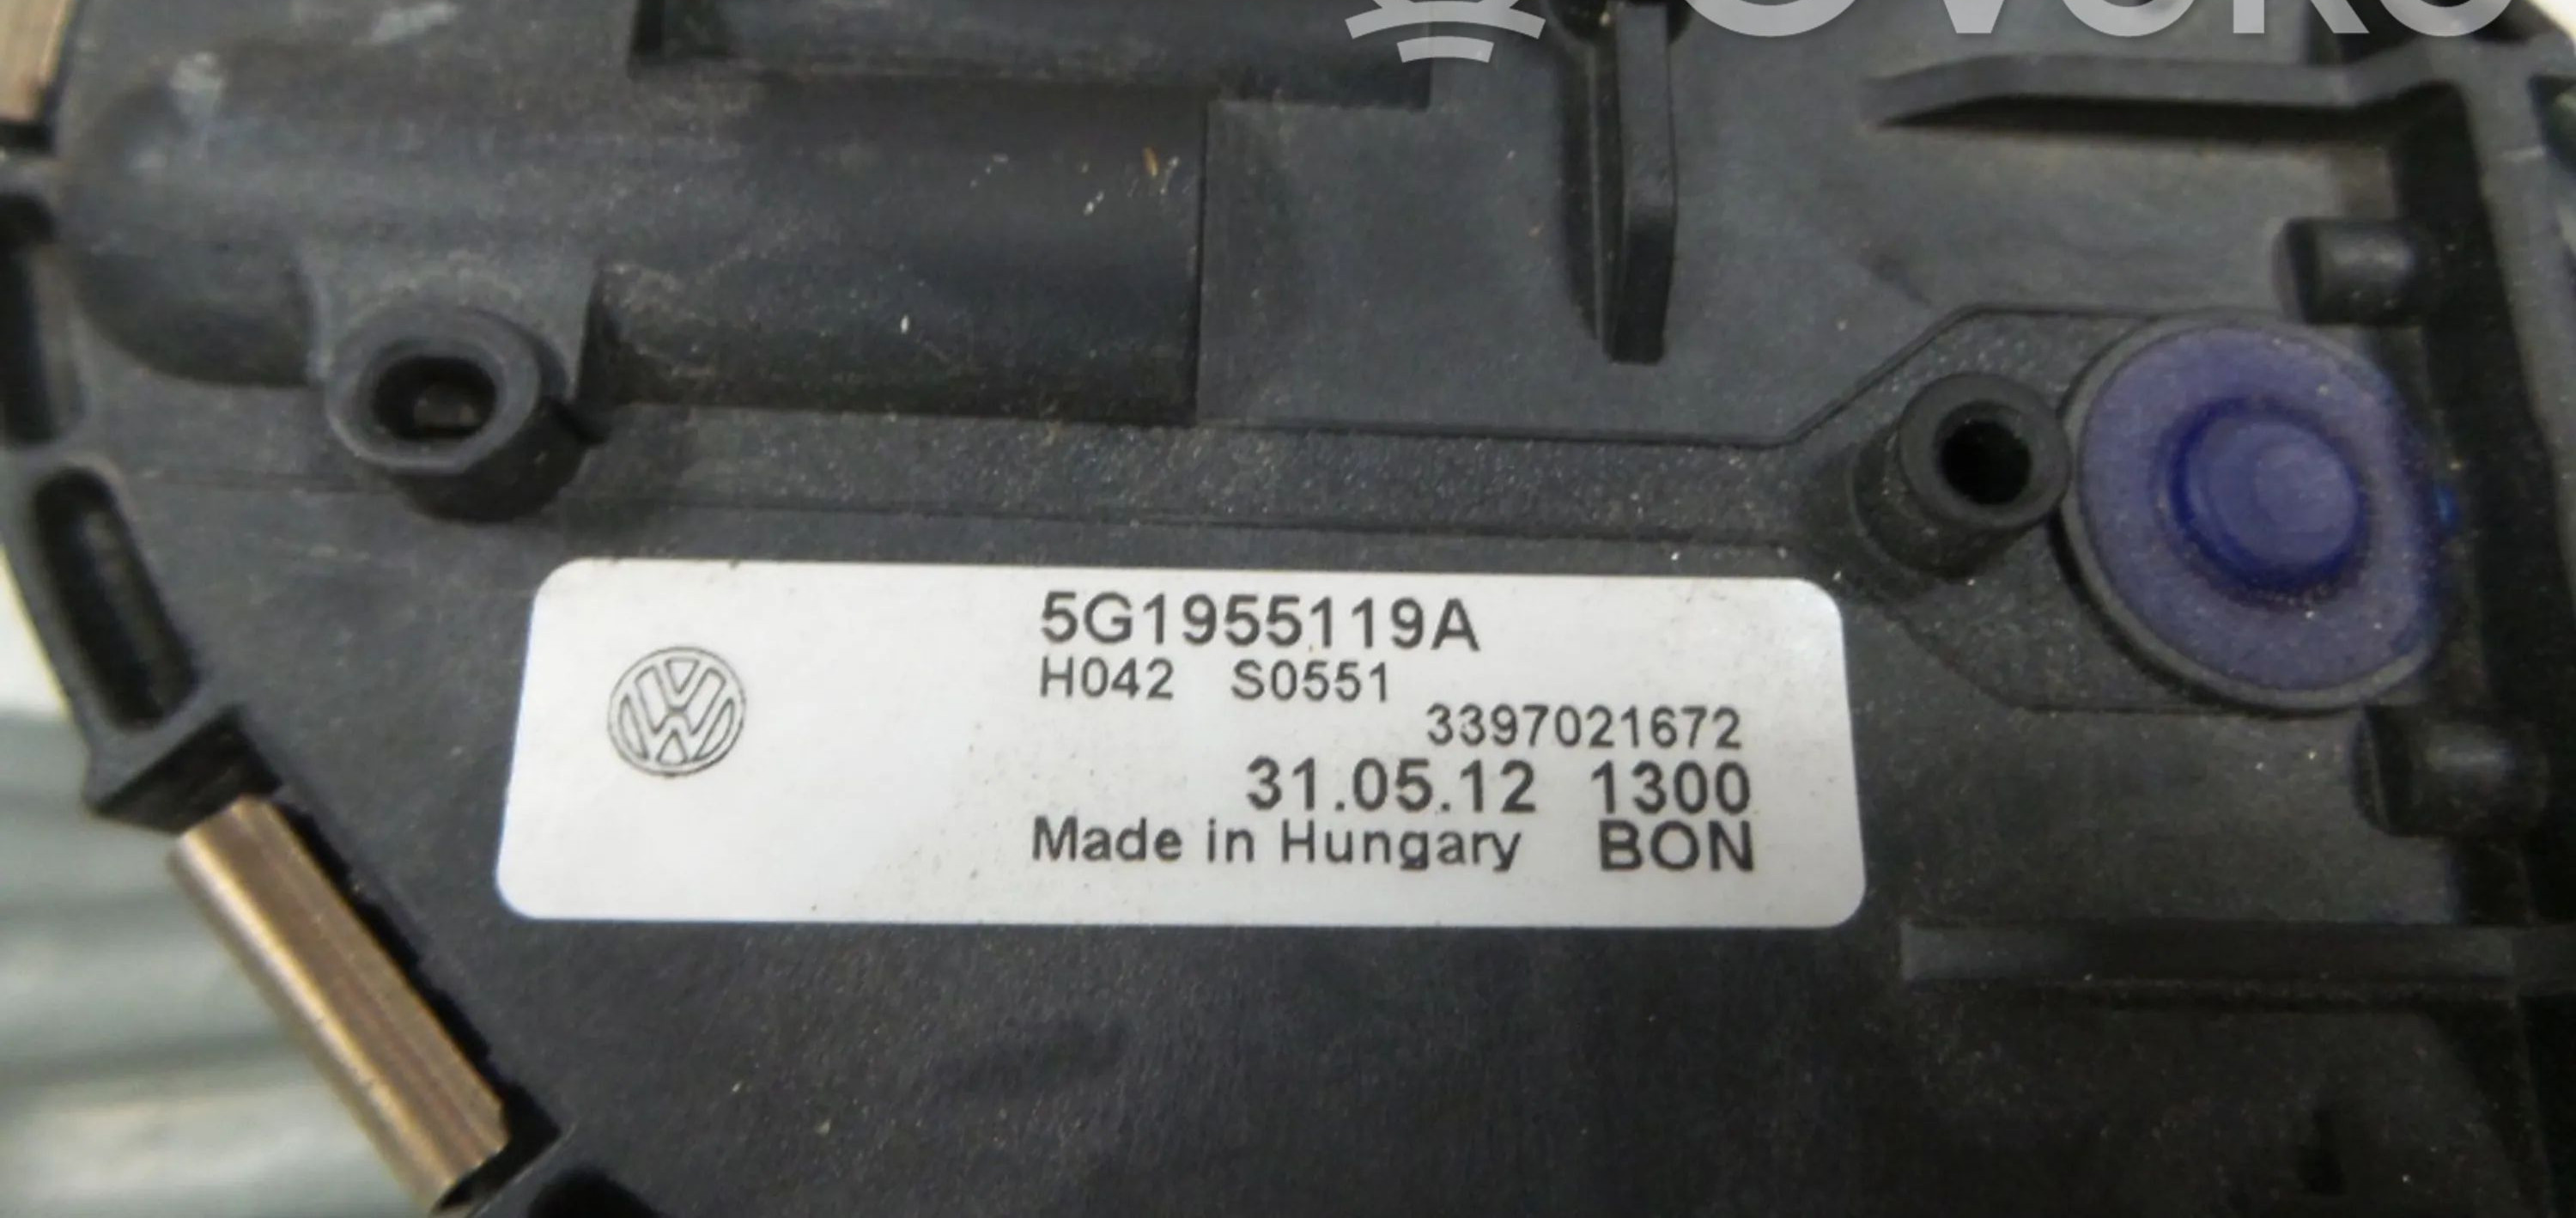 5G1955119A
H042 S0551
3397021672
31.05.12 1300
Made in Hungary BON